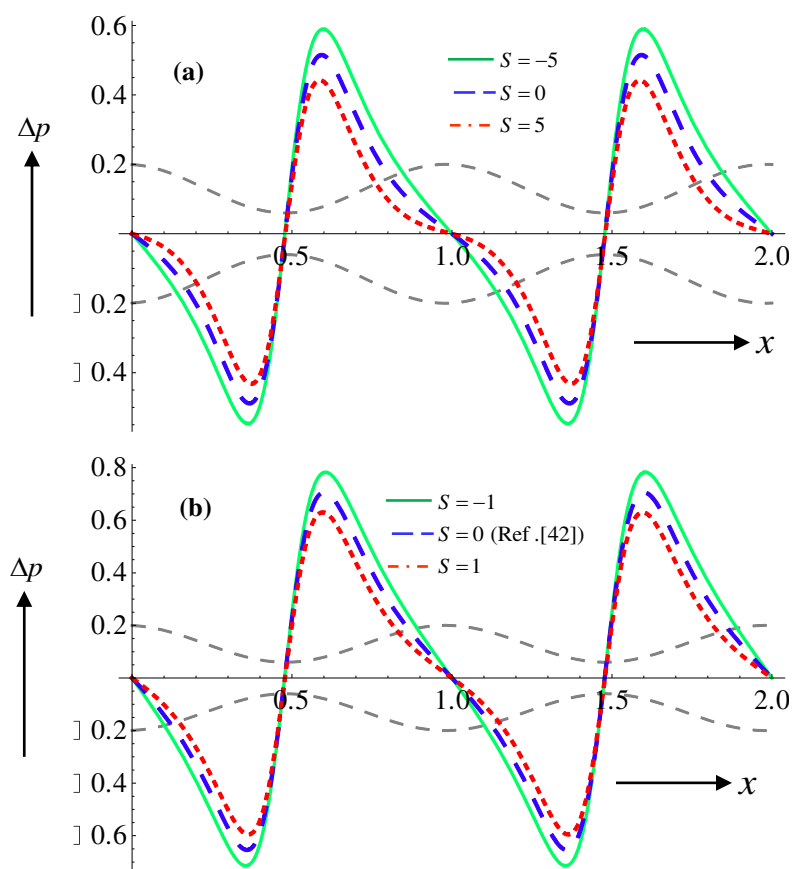 0.6
(a)
S = −5
S = 0
S = 5
0.4
Δp
0.2
0.5
1.0
1.5
2.0
] 0.2
x
] 0.4
0.8
(b)
S = −1
S = 0 (Ref .[42])
S = 1
0.6
Δp
0.4
0.2
0.5
1.0
1.5
2.0
] 0.2
] 0.4
x
] 0.6